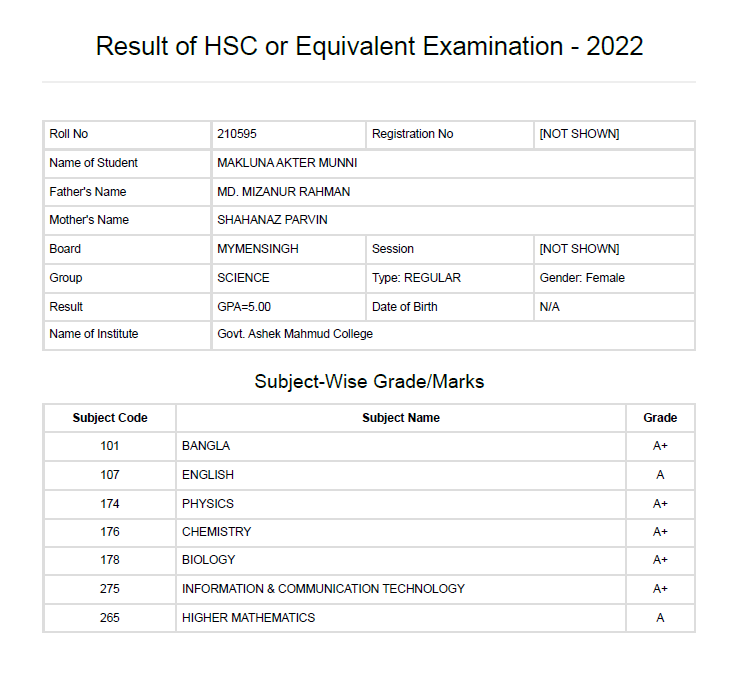 Result of HSC or Equivalent Examination - 2022
Roll No 210595 Registration No [NOT SHOWN]
Name of Student MAKLUNA AKTER MUNNI
Father's Name MD. MIZANUR RAHMAN
Mother's Name SHAHANAZ PARVIN
Board MYMENSINGH Session [NOT SHOWN]
Group SCIENCE Type: REGULAR Gender: Female
Result GPA=5.00 Date of Birth N/A
Name of Institute Govt. Ashek Mahmud College
Subject-Wise Grade/Marks
Subject Code Subject Name Grade
101 BANGLA A+
107 ENGLISH A
174 PHYSICS A+
176 CHEMISTRY A+
178 BIOLOGY A+
275 INFORMATION & COMMUNICATION TECHNOLOGY A+
265 HIGHER MATHEMATICS A